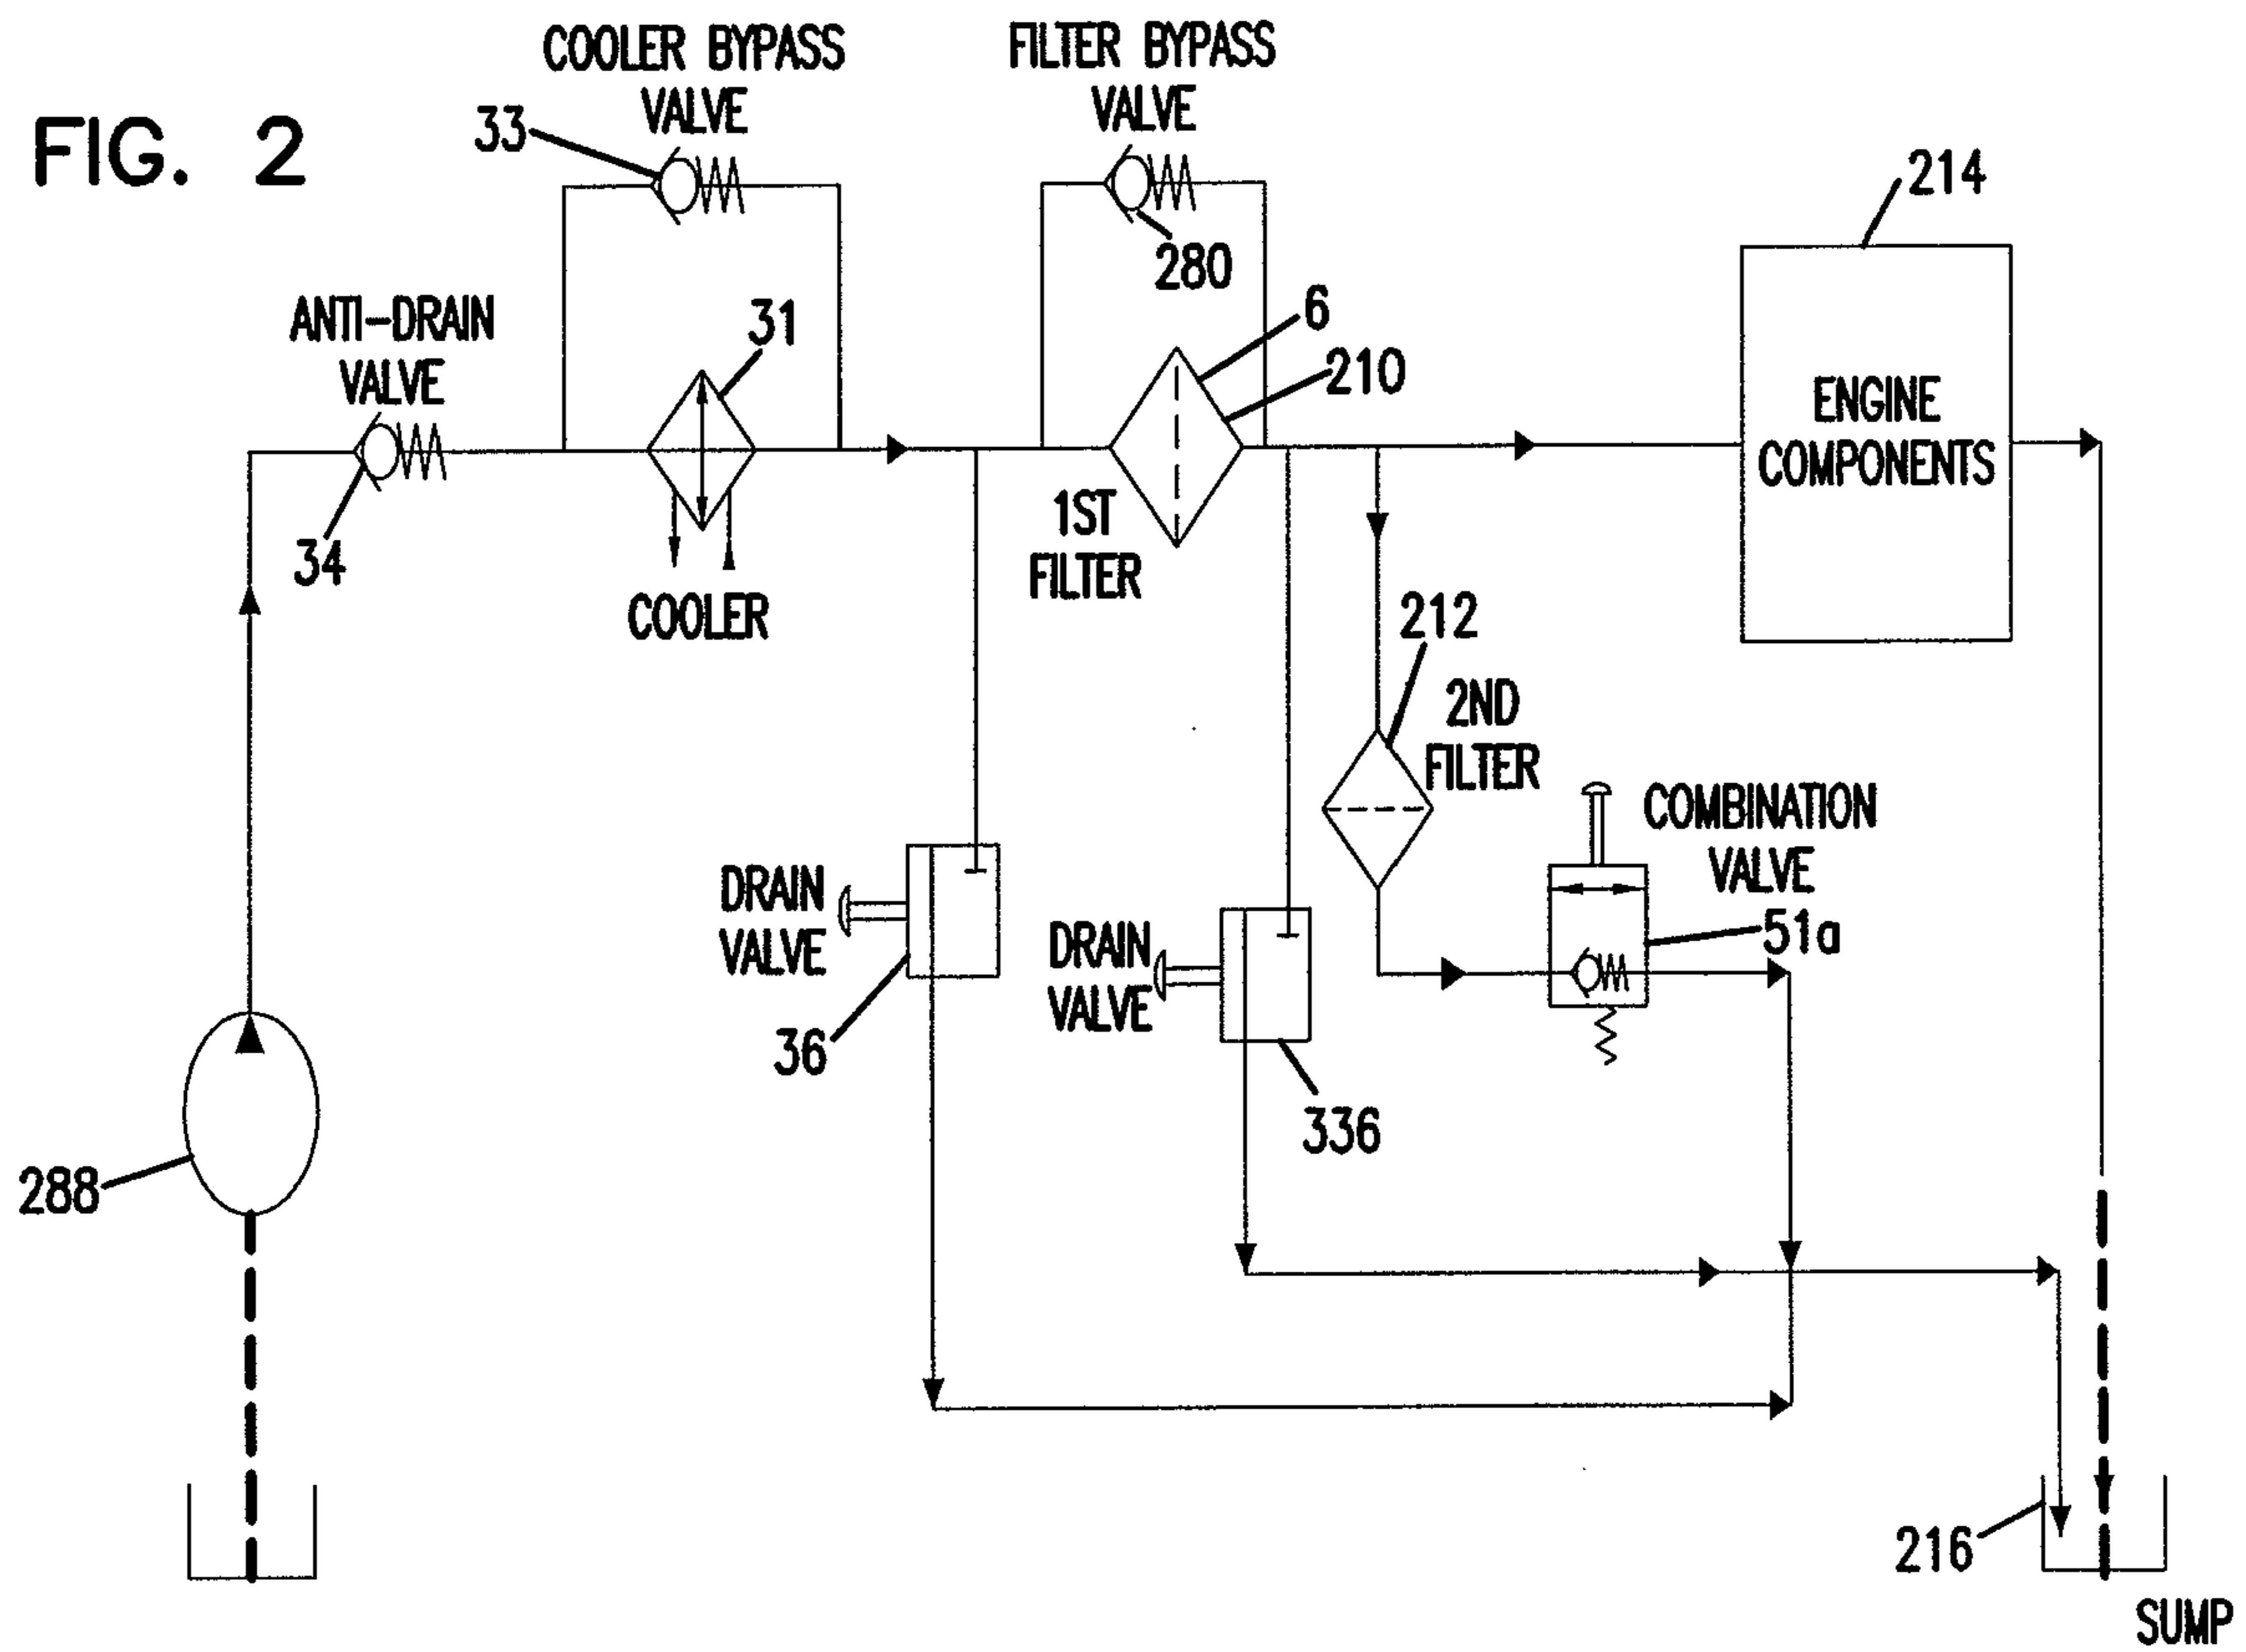 FIG. 2
COOLER BYPASS
VALVE
33
FILTER BYPASS
VALVE
280
214
ANTI-DRAIN
VALVE
34
31
COOLER
6
210
1ST
FILTER
ENGINE
COMPONENTS
212
2ND
FILTER
COMBINATION
VALVE
51a
DRAIN
VALVE
36
DRAIN
VALVE
336
288
216
SUMP